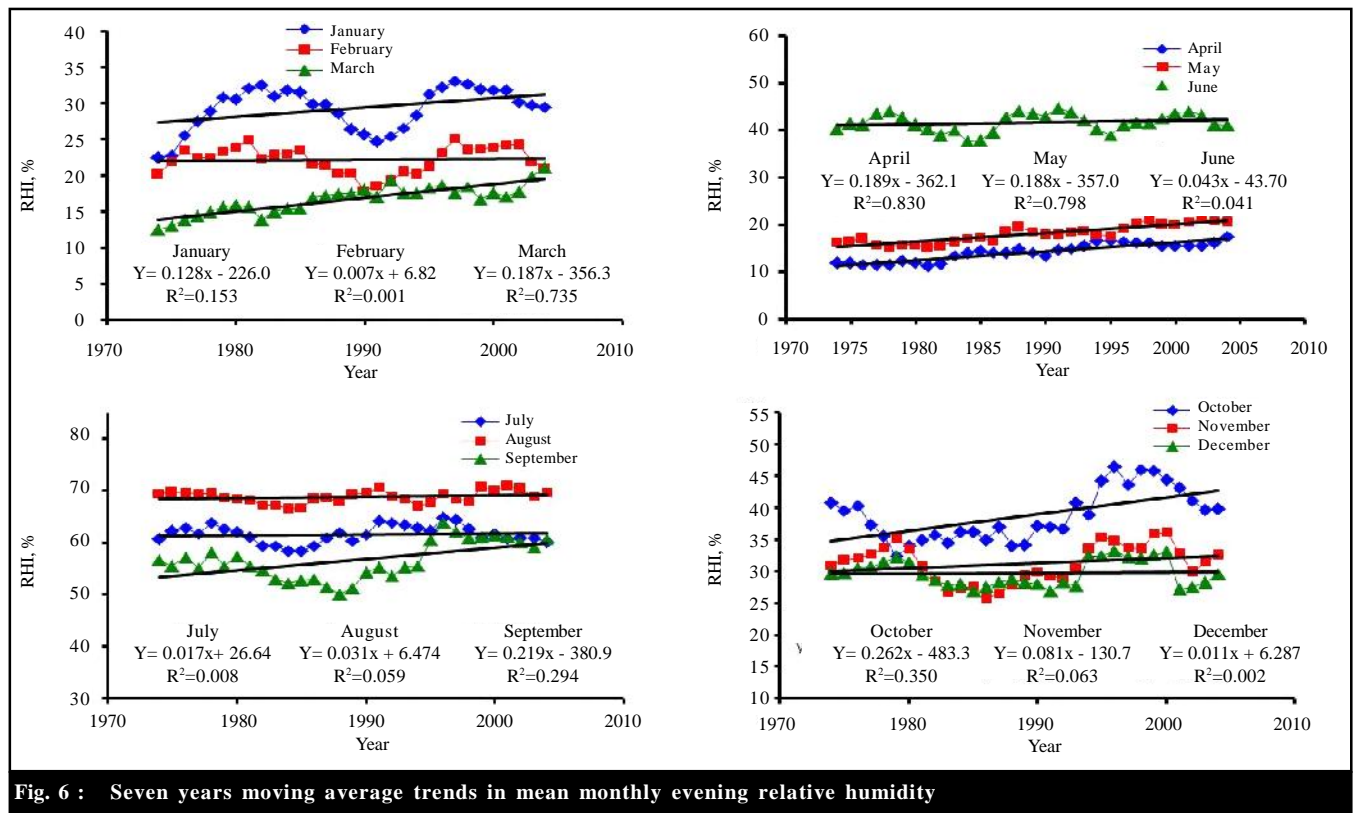 January
February
March
40
35
30
25
20
15
10
5
0
RHI, %
January February March
Y= 0.128x - 226.0 Y= 0.007x + 6.82 Y= 0.187x - 356.3
R²=0.153 R²=0.001 R²=0.735
1970 1980 1990 2000 2010
Year
April
May
June
60
50
40
30
20
10
0
RHI, %
April May June
Y= 0.189x - 362.1 Y= 0.188x - 357.0 Y= 0.043x - 43.70
R²=0.830 R²=0.798 R²=0.041
1970 1975 1980 1985 1990 1995 2000 2005 2010
Year
July
August
September
80
70
60
50
40
30
RHI, %
July August September
Y= 0.017x+ 26.64 Y= 0.031x + 6.474 Y= 0.219x - 380.9
R²=0.008 R²=0.059 R²=0.294
1970 1980 1990 2000 2010
Year
October
November
December
55
50
45
40
35
30
25
20
15
10
RHI, %
October November December
Y= 0.262x - 483.3 Y= 0.081x - 130.7 Y= 0.011x + 6.287
R²=0.350 R²=0.063 R²=0.002
1970 1980 1990 2000 2010
Year
Fig. 6 : Seven years moving average trends in mean monthly evening relative humidity